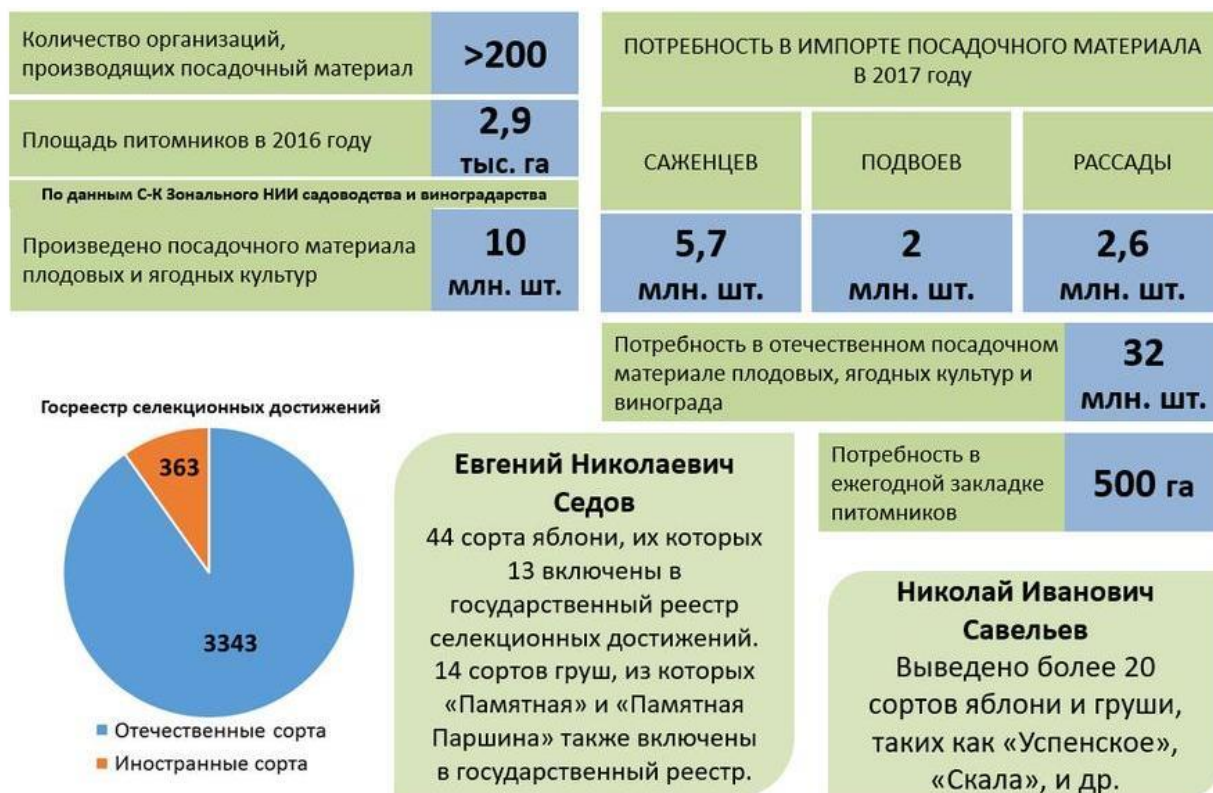 Количество организаций,
производящих посадочный материал
>200
Площадь питомников в 2016 году
2,9
тыс. га
По данным С-К Зонального НИИ садоводства и виноградарства
Произведено посадочного материала
плодовых и ягодных культур
10
млн. шт.
ПОТРЕБНОСТЬ В ИМПОРТЕ ПОСАДОЧНОГО МАТЕРИАЛА
В 2017 году
САЖЕНЦЕВ
ПОДВОЕВ
РАССАДЫ
5,7
млн. шт.
2
млн. шт.
2,6
млн. шт.
Потребность в отечественном посадочном
материале плодовых, ягодных культур и
винограда
32
млн. шт.
Потребность в
ежегодной закладке
питомников
500 га
Госреестр селекционных достижений
363
3343
Отечественные сорта
Иностранные сорта
Евгений Николаевич
Седов
44 сорта яблони, их которых
13 включены в
государственный реестр
селекционных достижений.
14 сортов груш, из которых
«Памятная» и «Памятная
Паршина» также включены
в государственный реестр.
Николай Иванович
Савельев
Выведено более 20
сортов яблони и груши,
таких как «Успенское»,
«Скала», и др.